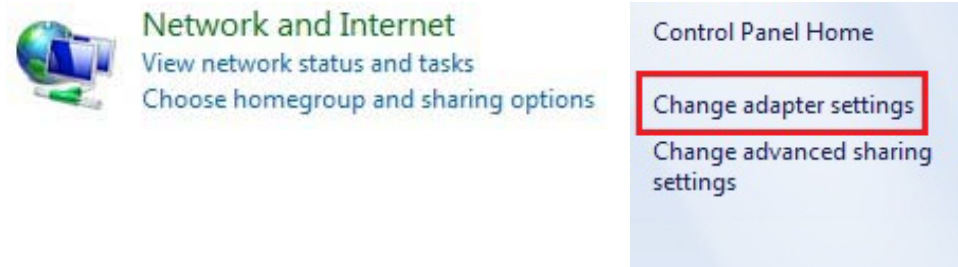 Network and Internet
View network status and tasks
Choose homegroup and sharing options
Control Panel Home
Change adapter settings
Change advanced sharing
settings